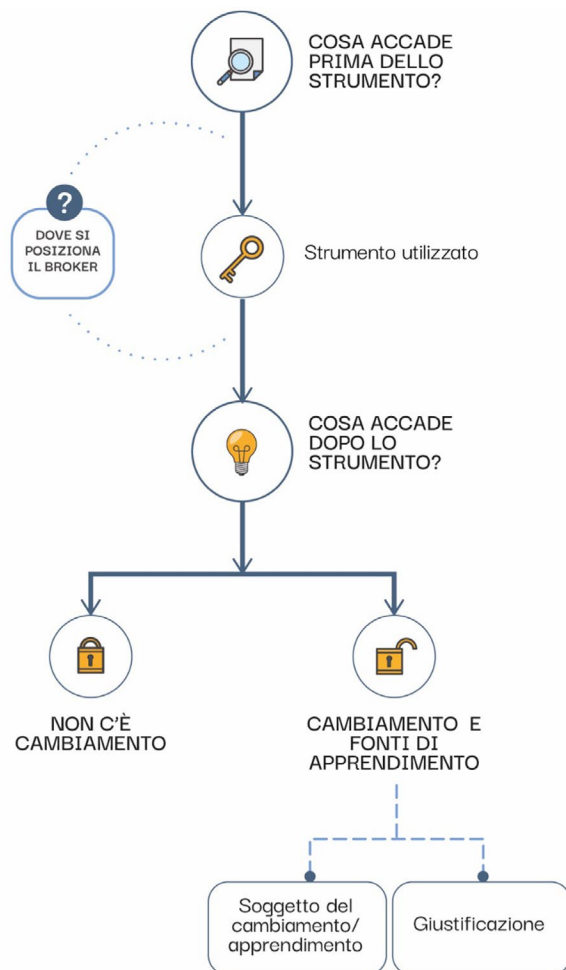 COSA ACCADE
PRIMA DELLO
STRUMENTO?
?
DOVE SI
POSIZIONA
IL BROKER
Strumento utilizzato
COSA ACCADE
DOPO LO
STRUMENTO?
NON C'È
CAMBIAMENTO
CAMBIAMENTO E
FONTI DI
APPRENDIMENTO
Soggetto del
cambiamento/
apprendimento
Giustificazione